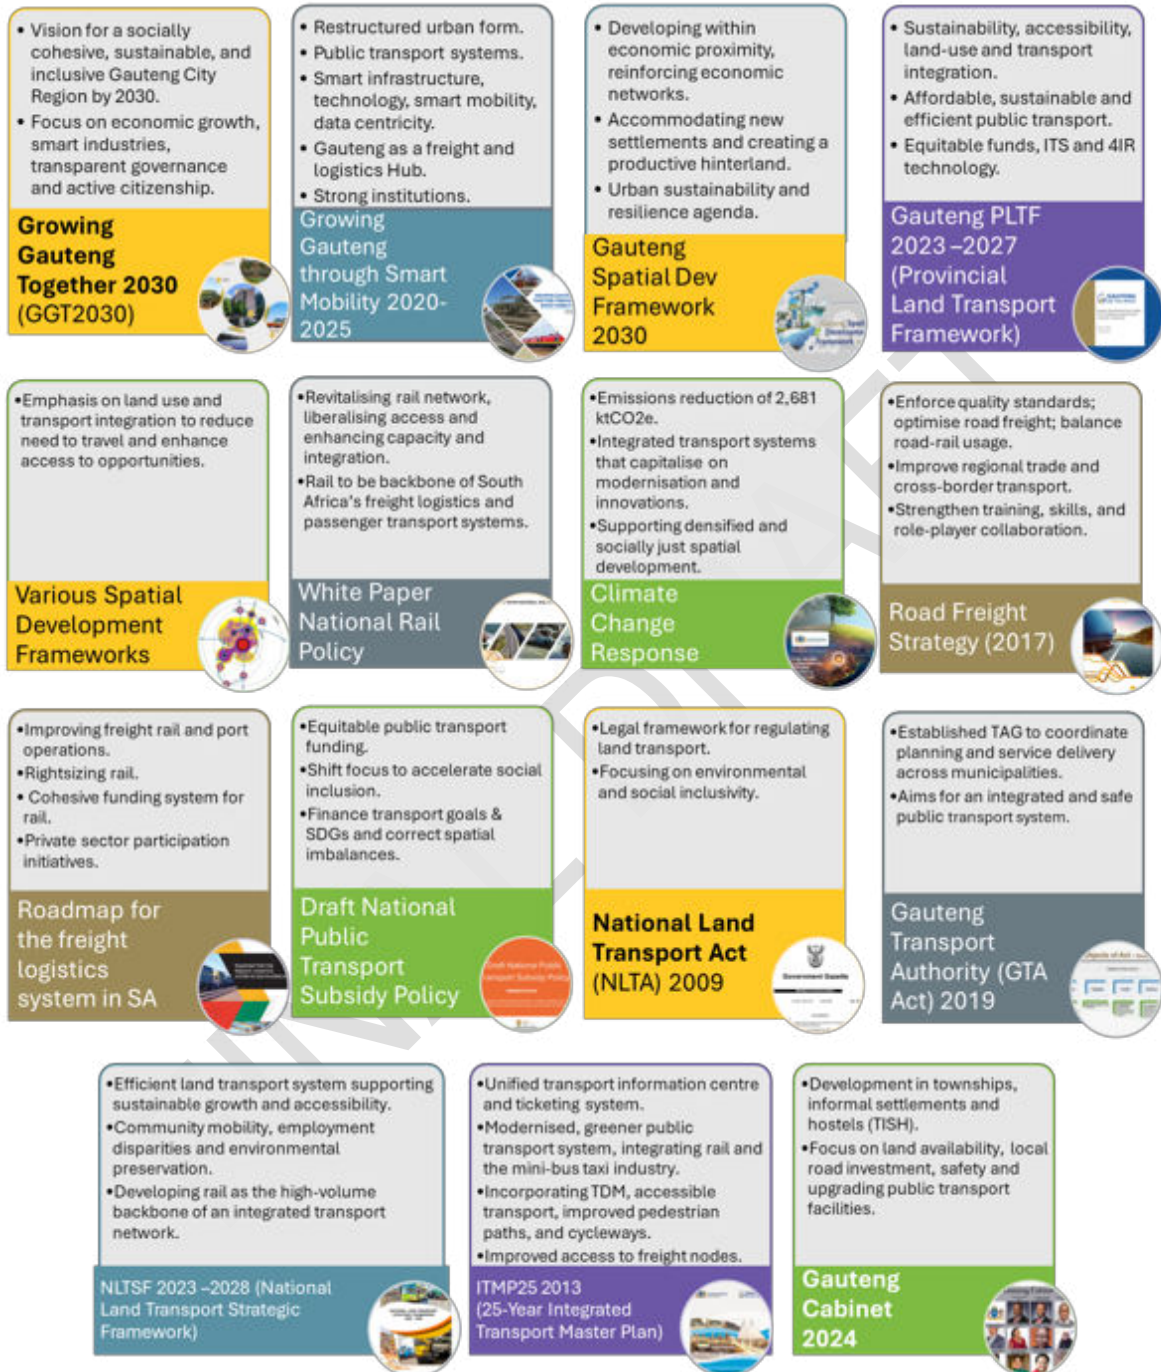 • Vision for a socially
cohesive, sustainable, and
inclusive Gauteng City
Region by 2030.
• Focus on economic growth,
smart industries,
transparent governance
and active citizenship.
Growing
Gauteng
Together 2030
(GGT2030)
• Restructured urban form.
• Public transport systems.
• Smart infrastructure,
technology, smart mobility,
data centricity.
• Gauteng as a freight and
logistics Hub.
• Strong institutions.
Growing
Gauteng
through Smart
Mobility 2020-
2025
• Developing within
economic proximity,
reinforcing economic
networks.
• Accommodating new
settlements and creating a
productive hinterland.
• Urban sustainability and
resilience agenda.
Gauteng
Spatial Dev
Framework
2030
• Sustainability, accessibility,
land-use and transport
integration.
• Affordable, sustainable and
efficient public transport.
• Equitable funds, ITS and 4IR
technology.
Gauteng PLTF
2023 –2027
(Provincial
Land Transport
Framework)
•Emphasis on land use and
transport integration to reduce
need to travel and enhance
access to opportunities.
Various Spatial
Development
Frameworks
•Revitalising rail network,
liberalising access and
enhancing capacity and
integration.
•Rail to be backbone of South
Africa's freight logistics and
passenger transport systems.
White Paper
National Rail
Policy
•Emissions reduction of 2,681
ktCO2e.
•Integrated transport systems
that capitalise on
modernisation and
innovations.
•Supporting densified and
socially just spatial
development.
Climate
Change
Response
•Enforce quality standards;
optimise road freight; balance
road-rail usage.
•Improve regional trade and
cross-border transport.
•Strengthen training, skills, and
role-player collaboration.
Road Freight
Strategy (2017)
•Improving freight rail and port
operations.
•Rightsizing rail.
• Cohesive funding system for
rail.
•Private sector participation
initiatives.
Roadmap for
the freight
logistics
system in SA
•Equitable public transport
funding.
•Shift focus to accelerate social
inclusion.
•Finance transport goals &
SDGs and correct spatial
imbalances.
Draft National
Public
Transport
Subsidy Policy
•Legal framework for regulating
land transport.
•Focusing on environmental
and social inclusivity.
National Land
Transport Act
(NLTA) 2009
Government Gazette
•Established TAG to coordinate
planning and service delivery
across municipalities.
•Aims for an integrated and safe
public transport system.
Gauteng
Transport
Authority (GTA
Act) 2019
•Efficient land transport system supporting
sustainable growth and accessibility.
•Community mobility, employment
disparities and environmental
preservation.
•Developing rail as the high-volume
backbone of an integrated transport
network.
NLTSF 2023 –2028 (National
Land Transport Strategic
Framework)
•Unified transport information centre
and ticketing system.
•Modernised, greener public
transport system, integrating rail and
the mini-bus taxi industry.
•Incorporating TDM, accessible
transport, improved pedestrian
paths, and cycleways.
•Improved access to freight nodes.
ITMP25 2013
(25-Year Integrated
Transport Master Plan)
•Development in townships,
informal settlements and
hostels (TISH).
•Focus on land availability, local
road investment, safety and
upgrading public transport
facilities.
Gauteng
Cabinet
2024